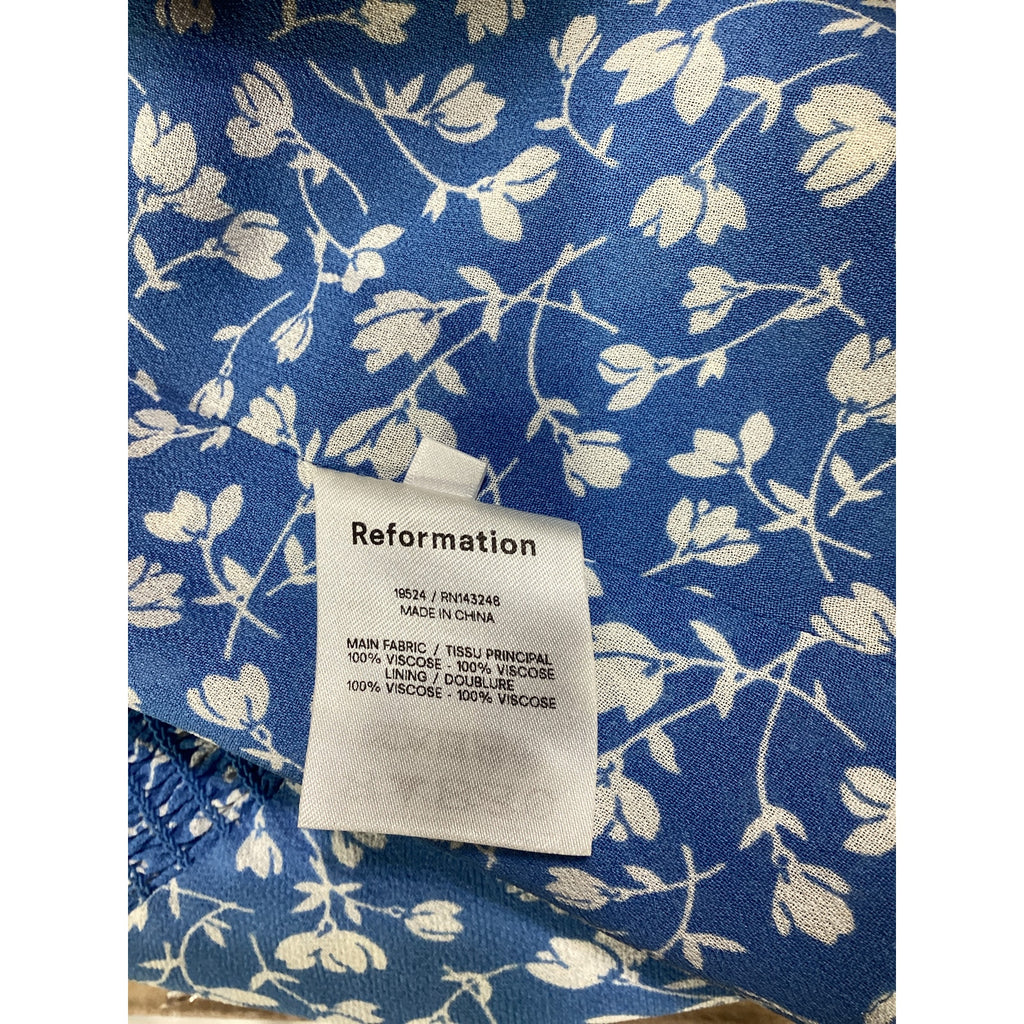 Reformation
19524 / RN143246
MADE IN CHINA
MAIN FABRIC / TISSU PRINCIPAL
100% VISCOSE - 100% VISCOSE
LINING / DOUBLURE
100% VISCOSE - 100% VISCOSE